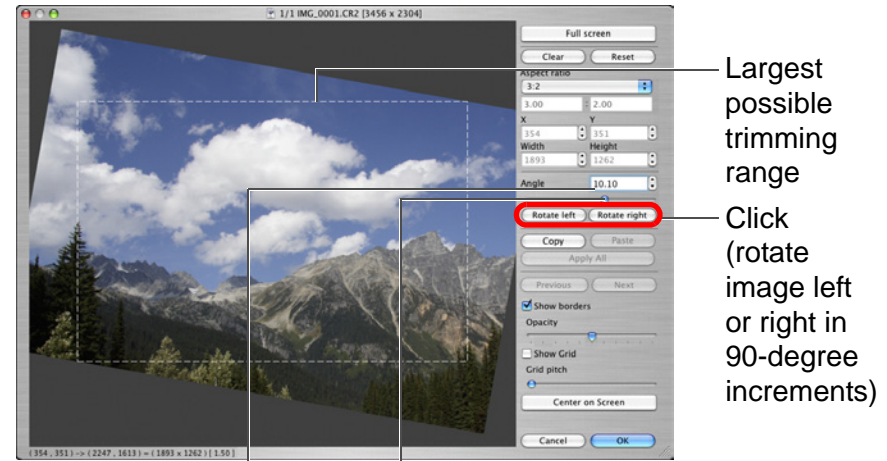 1/1 IMG_0001.CR2 [3456 x 2304]
Full screen
Clear Reset
Aspect ratio
3:2
3.00 : 2.00
X Y
354 351
Width Height
1893 1262
Angle 10.10
Rotate left Rotate right
Copy Paste
Apply All
Previous Next
Show borders
Opacity
Show Grid
Grid pitch
Center on Screen
Cancel OK
(354 , 351) -> (2247 , 1613) = (1893 x 1262) [ 1.50 ]
Largest
possible
trimming
range
Click
(rotate
image left
or right in
90-degree
increments)